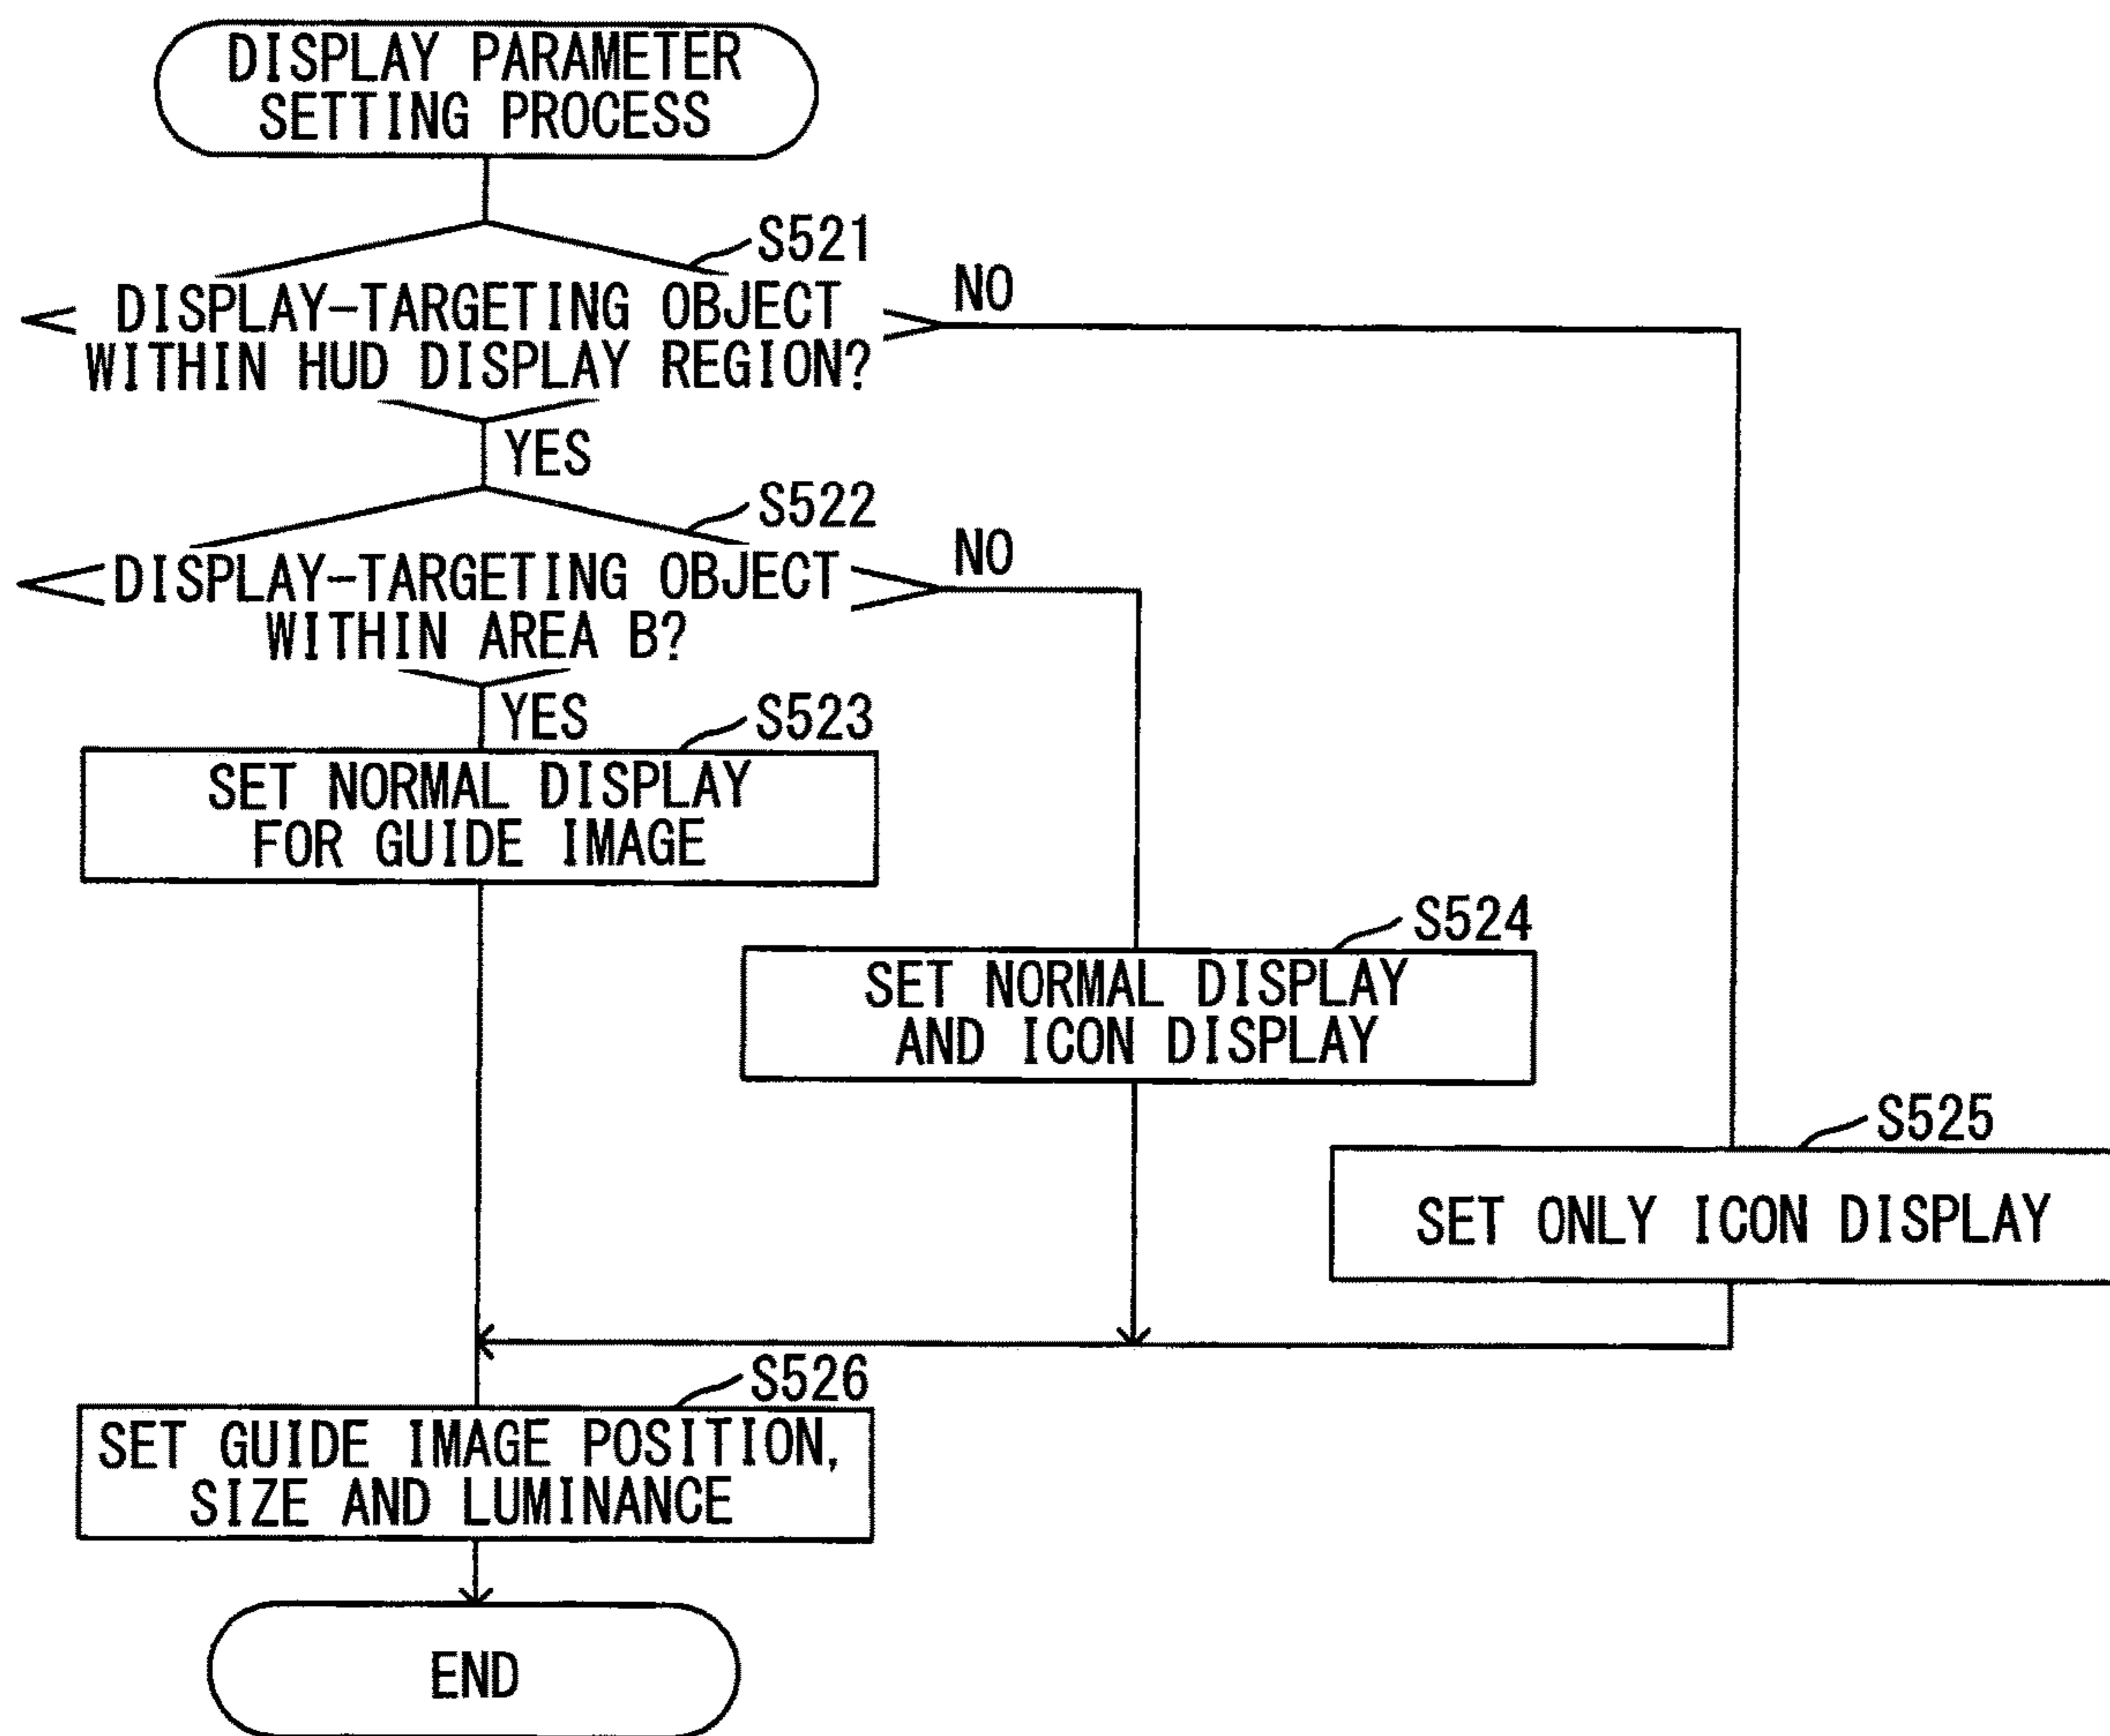 DISPLAY PARAMETER
SETTING PROCESS
S521
DISPLAY-TARGETING OBJECT
WITHIN HUD DISPLAY REGION?
NO
YES
S522
DISPLAY-TARGETING OBJECT
WITHIN AREA B?
NO
YES
S523
SET NORMAL DISPLAY
FOR GUIDE IMAGE
S524
SET NORMAL DISPLAY
AND ICON DISPLAY
S525
SET ONLY ICON DISPLAY
S526
SET GUIDE IMAGE POSITION,
SIZE AND LUMINANCE
END